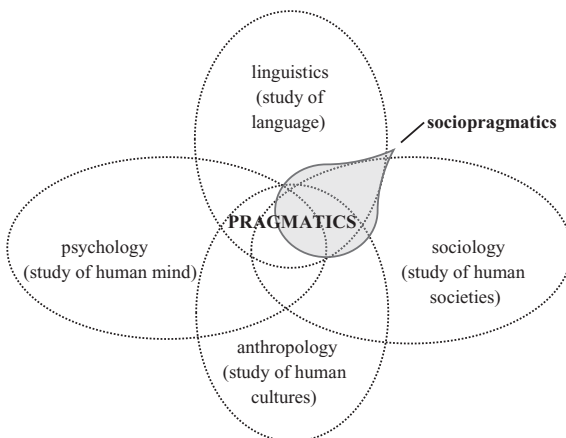 linguistics
(study of
language)
sociopragmatics
PRAGMATICS
psychology
(study of human mind)
sociology
(study of human
societies)
anthropology
(study of human
cultures)